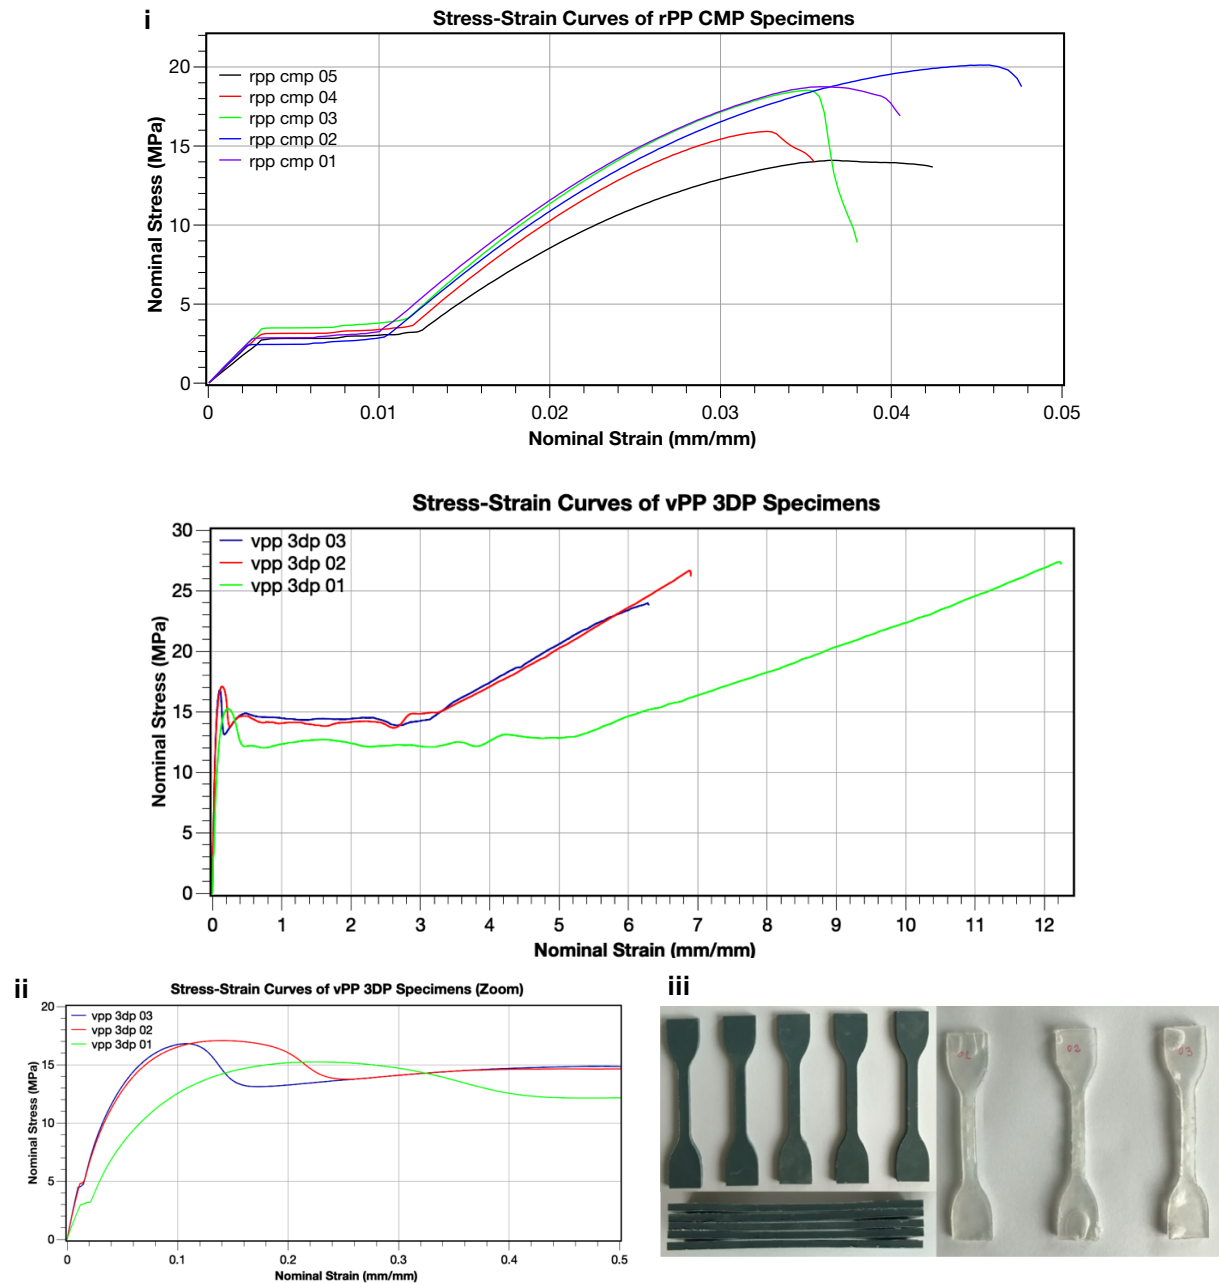 i
Stress-Strain Curves of rPP CMP Specimens
rpp cmp 05
rpp cmp 04
rpp cmp 03
rpp cmp 02
rpp cmp 01
20
15
10
5
0
Nominal Stress (MPa)
0 0.01 0.02 0.03 0.04 0.05
Nominal Strain (mm/mm)
Stress-Strain Curves of vPP 3DP Specimens
vpp 3dp 03
vpp 3dp 02
vpp 3dp 01
30
25
20
15
10
5
0
Nominal Stress (MPa)
0 1 2 3 4 5 6 7 8 9 10 11 12
Nominal Strain (mm/mm)
ii
Stress-Strain Curves of vPP 3DP Specimens (Zoom)
vpp 3dp 03
vpp 3dp 02
vpp 3dp 01
20
15
10
5
0
Nominal Stress (MPa)
0 0.1 0.2 0.3 0.4 0.5
Nominal Strain (mm/mm)
iii
02
03